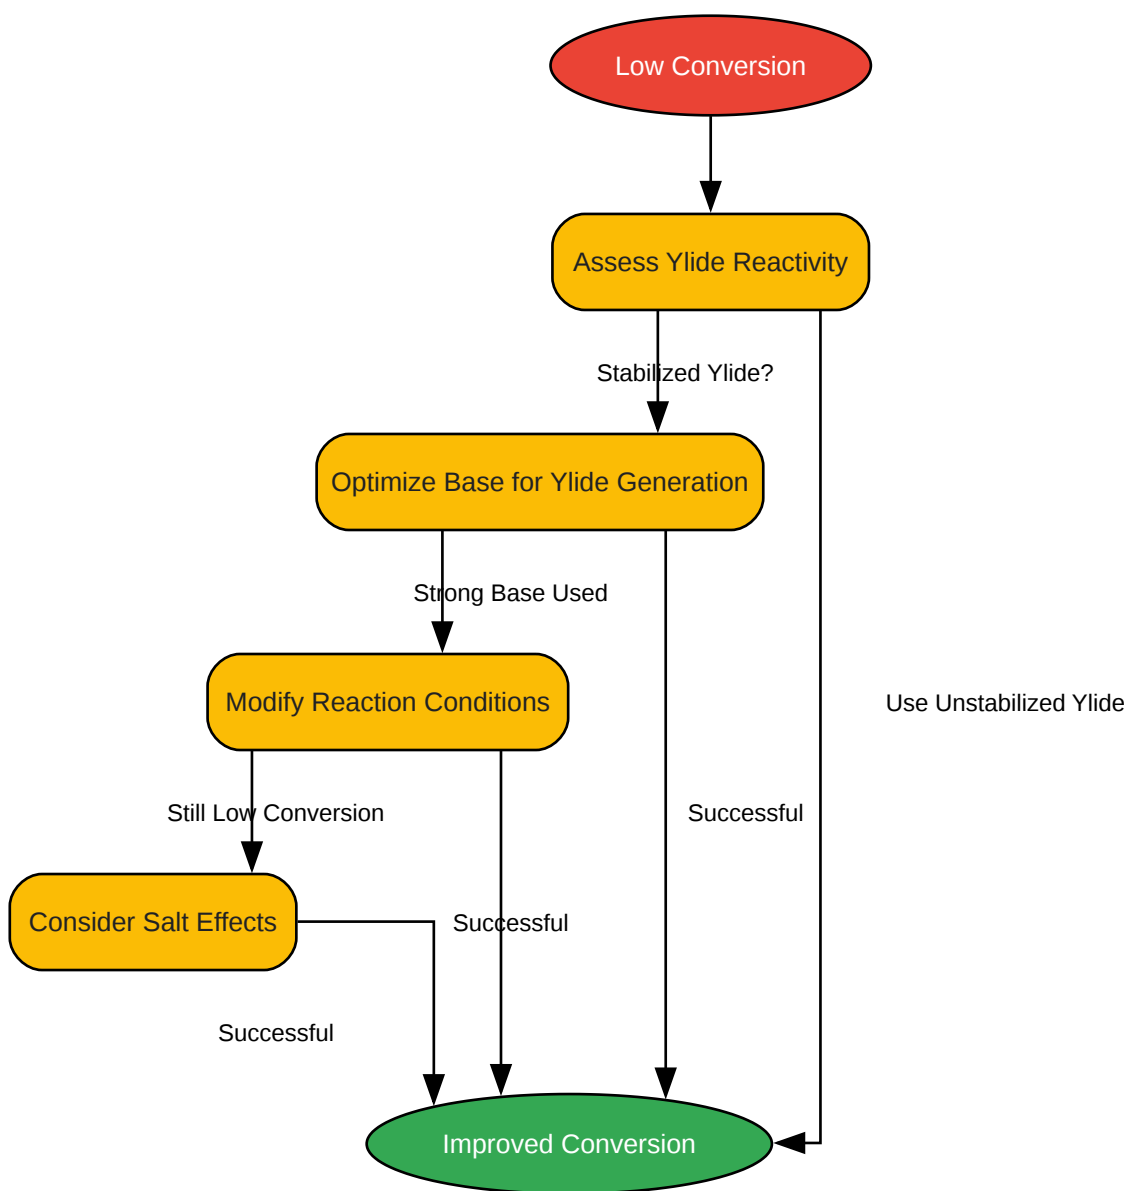 Low Conversion
Assess Ylide Reactivity
Stabilized Ylide?
Optimize Base for Ylide Generation
Strong Base Used
Modify Reaction Conditions
Use Unstabilized Ylide
Still Low Conversion
Successful
Consider Salt Effects
Successful
Successful
Improved Conversion